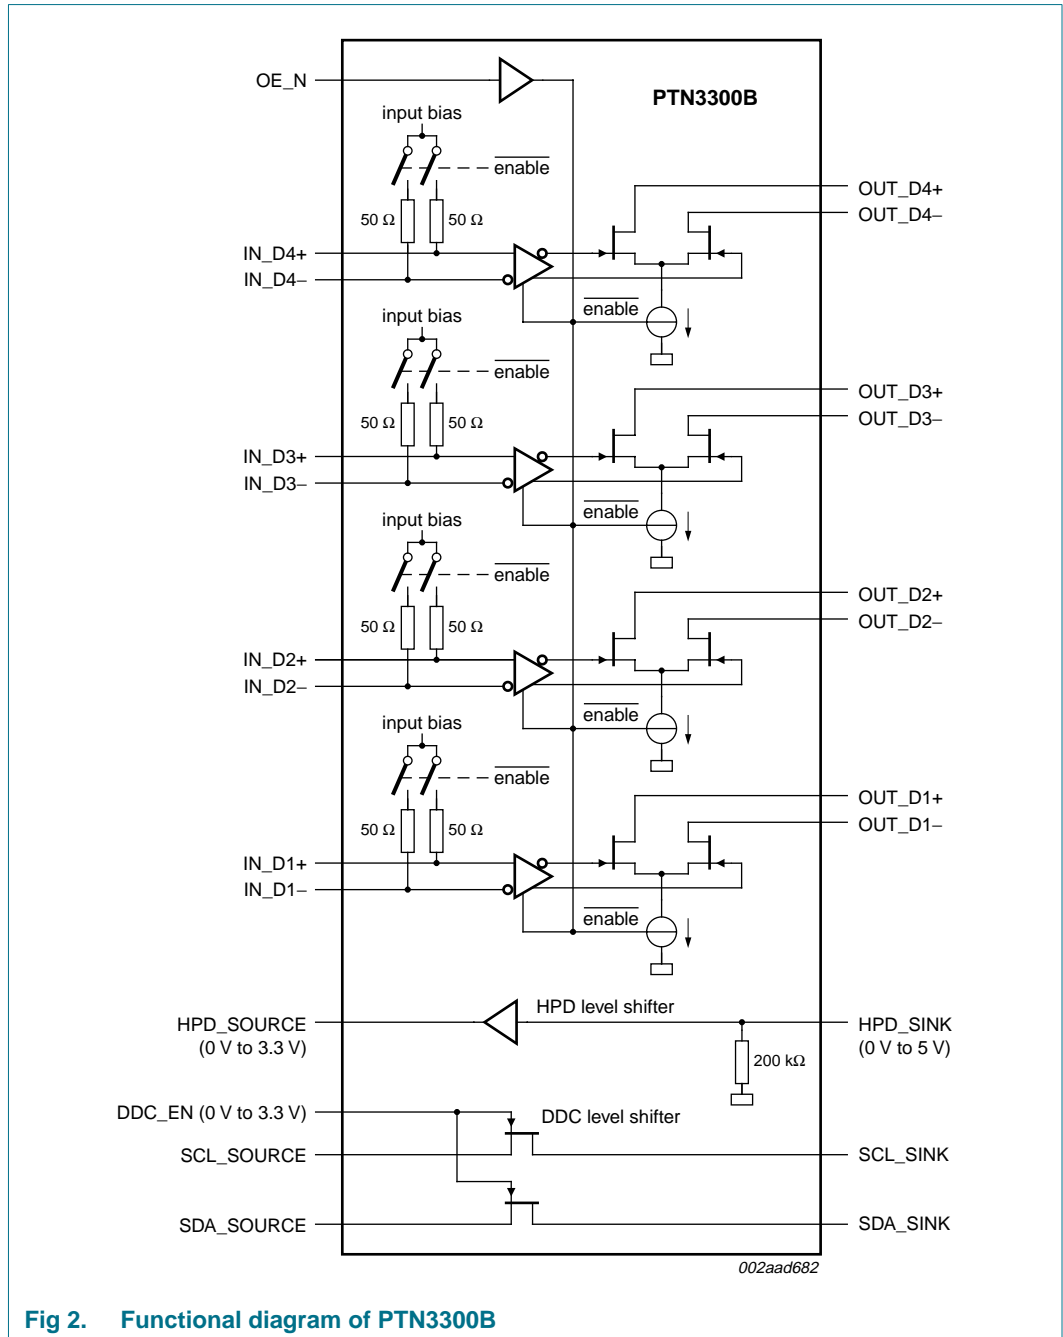 OE_N
PTN3300B
input bias
enable
50 Ω 50 Ω
OUT_D4+
OUT_D4−
IN_D4+
IN_D4−
enable
input bias
enable
50 Ω 50 Ω
OUT_D3+
OUT_D3−
IN_D3+
IN_D3−
enable
input bias
enable
50 Ω 50 Ω
OUT_D2+
OUT_D2−
IN_D2+
IN_D2−
enable
input bias
enable
50 Ω 50 Ω
OUT_D1+
OUT_D1−
IN_D1+
IN_D1−
enable
HPD level shifter
HPD_SOURCE
(0 V to 3.3 V)
HPD_SINK
(0 V to 5 V)
200 kΩ
DDC_EN (0 V to 3.3 V)
DDC level shifter
SCL_SOURCE
SCL_SINK
SDA_SOURCE
SDA_SINK
002aad682
Fig 2. Functional diagram of PTN3300B